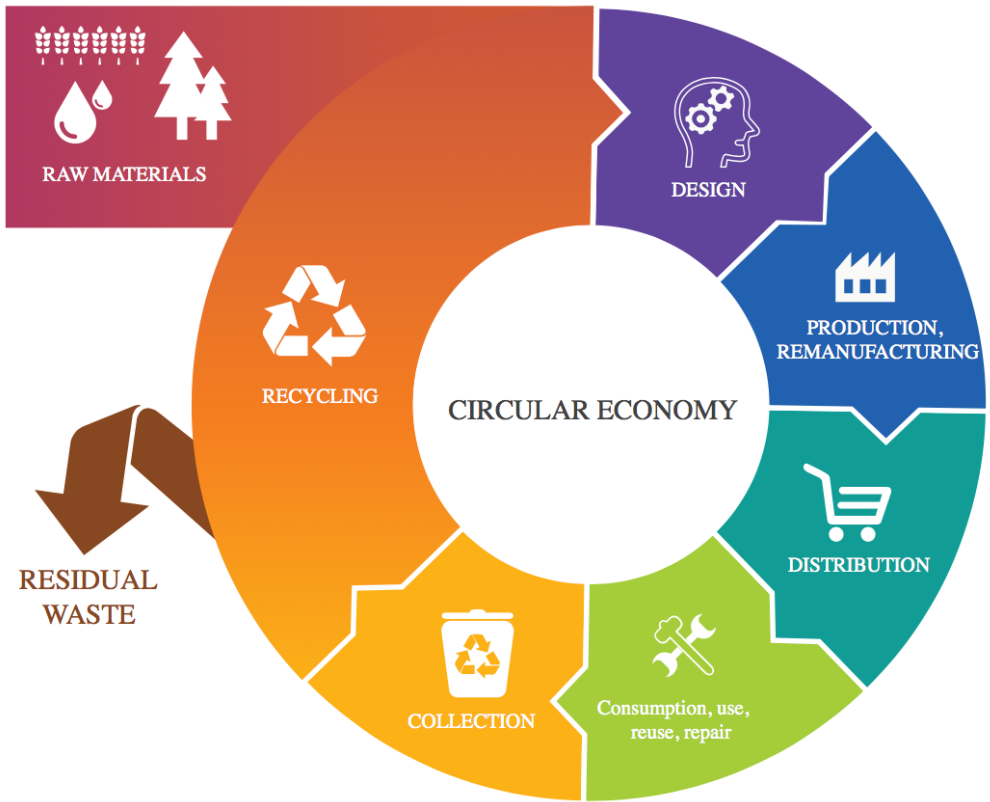 RAW MATERIALS
DESIGN
PRODUCTION,
REMANUFACTURING
RECYCLING
CIRCULAR ECONOMY
DISTRIBUTION
RESIDUAL
WASTE
COLLECTION
Consumption, use,
reuse, repair